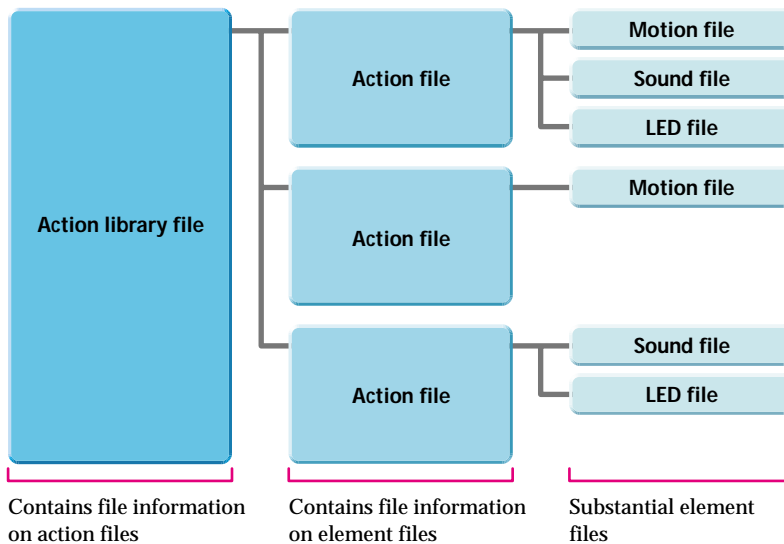 Action library file
Action file
Motion file
Sound file
LED file
Action file
Motion file
Action file
Sound file
LED file
Contains file information
on action files
Contains file information
on element files
Substantial element
files